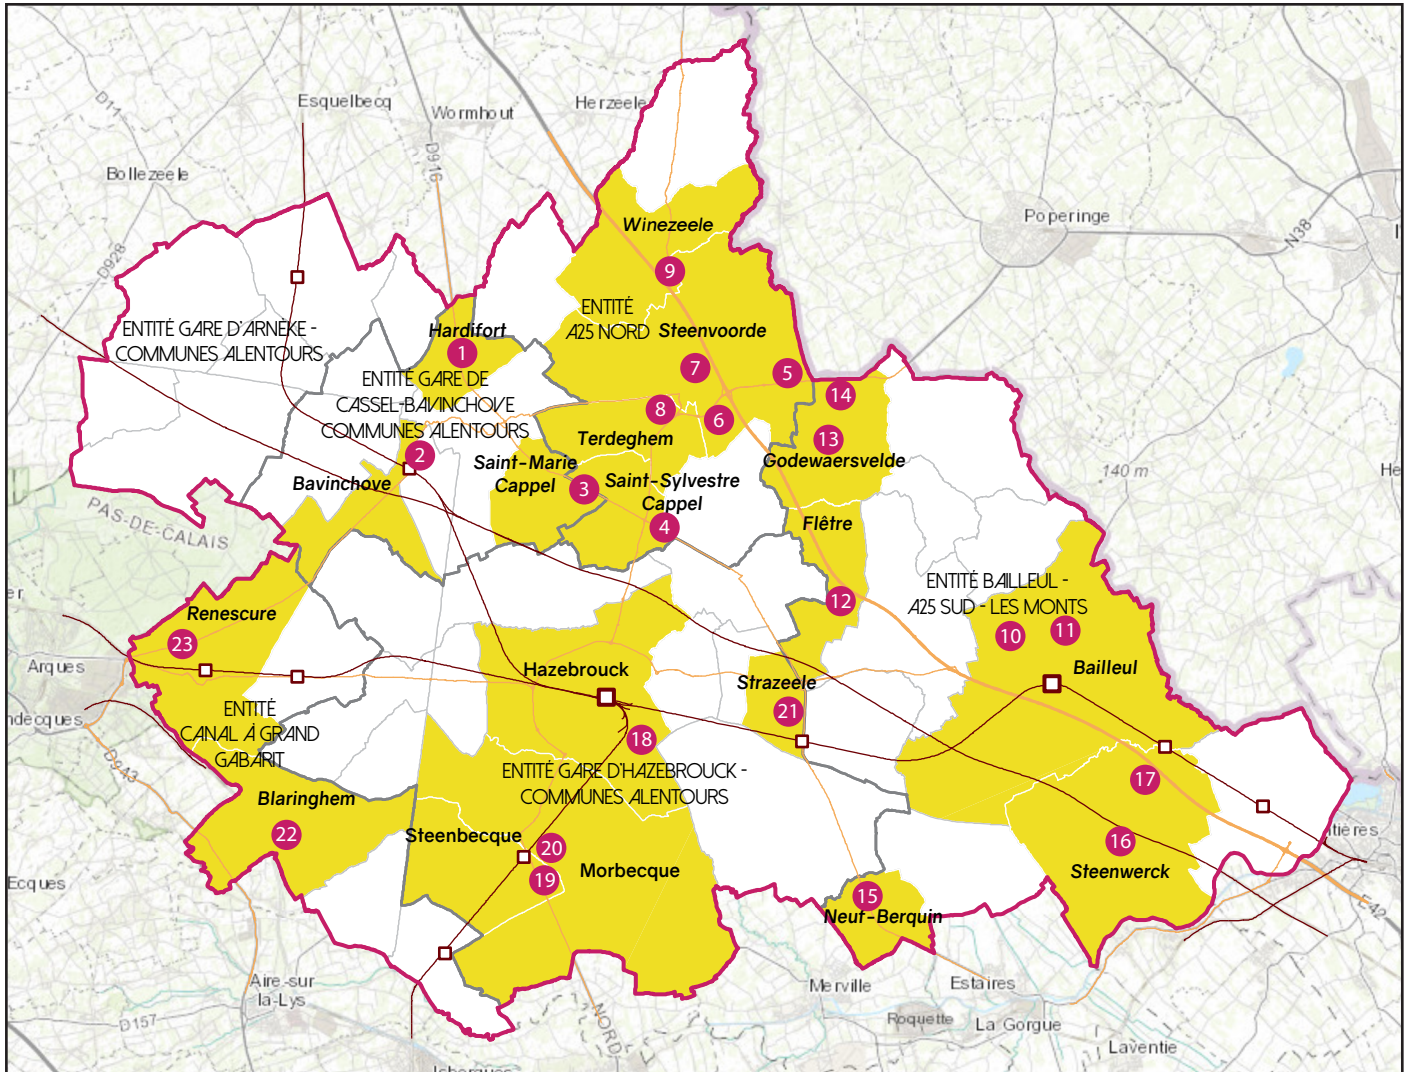 Esquelbecq
Wormhout
Herzeele
D11
D916
Bollezeele
Poperinge
N38
D928
Winezeele
9
ENTITÉ
A25 NORD
Steenvoorde
ENTITÉ GARE D'ARNÈKE -
COMMUNES ALENTOURS
Hardifort
1
7
5
14
ENTITÉ GARE DE
CASSEL-BAVINCHOVE
COMMUNES ALENTOURS
8
6
13
Terdeghem
Godewaersvelde
2
Bavinchove
Saint-Marie
Cappel
3
Saint-Sylvestre
Cappel
4
140 m
He
PAS-DE-CALAIS
Flêtre
ENTITÉ BAILLEUL -
A25 SUD - LES MONTS
12
10
11
er
Renescure
23
Arques
Hazebrouck
Strazeele
21
Bailleul
ndecques
ENTITÉ
CANAL À GRAND
GABARIT
D943
18
ENTITÉ GARE D'HAZEBROUCK -
COMMUNES ALENTOURS
17
Blaringhem
22
Steenbecque
20
19
Morbecque
16
Steenwerck
ntières
Ecques
15
Neuf-Berquin
E42
Aire-sur
la-Lys
Merville
Estaires
D157
NORD
Roquette
La Gorgue
Laventie
Isbergues